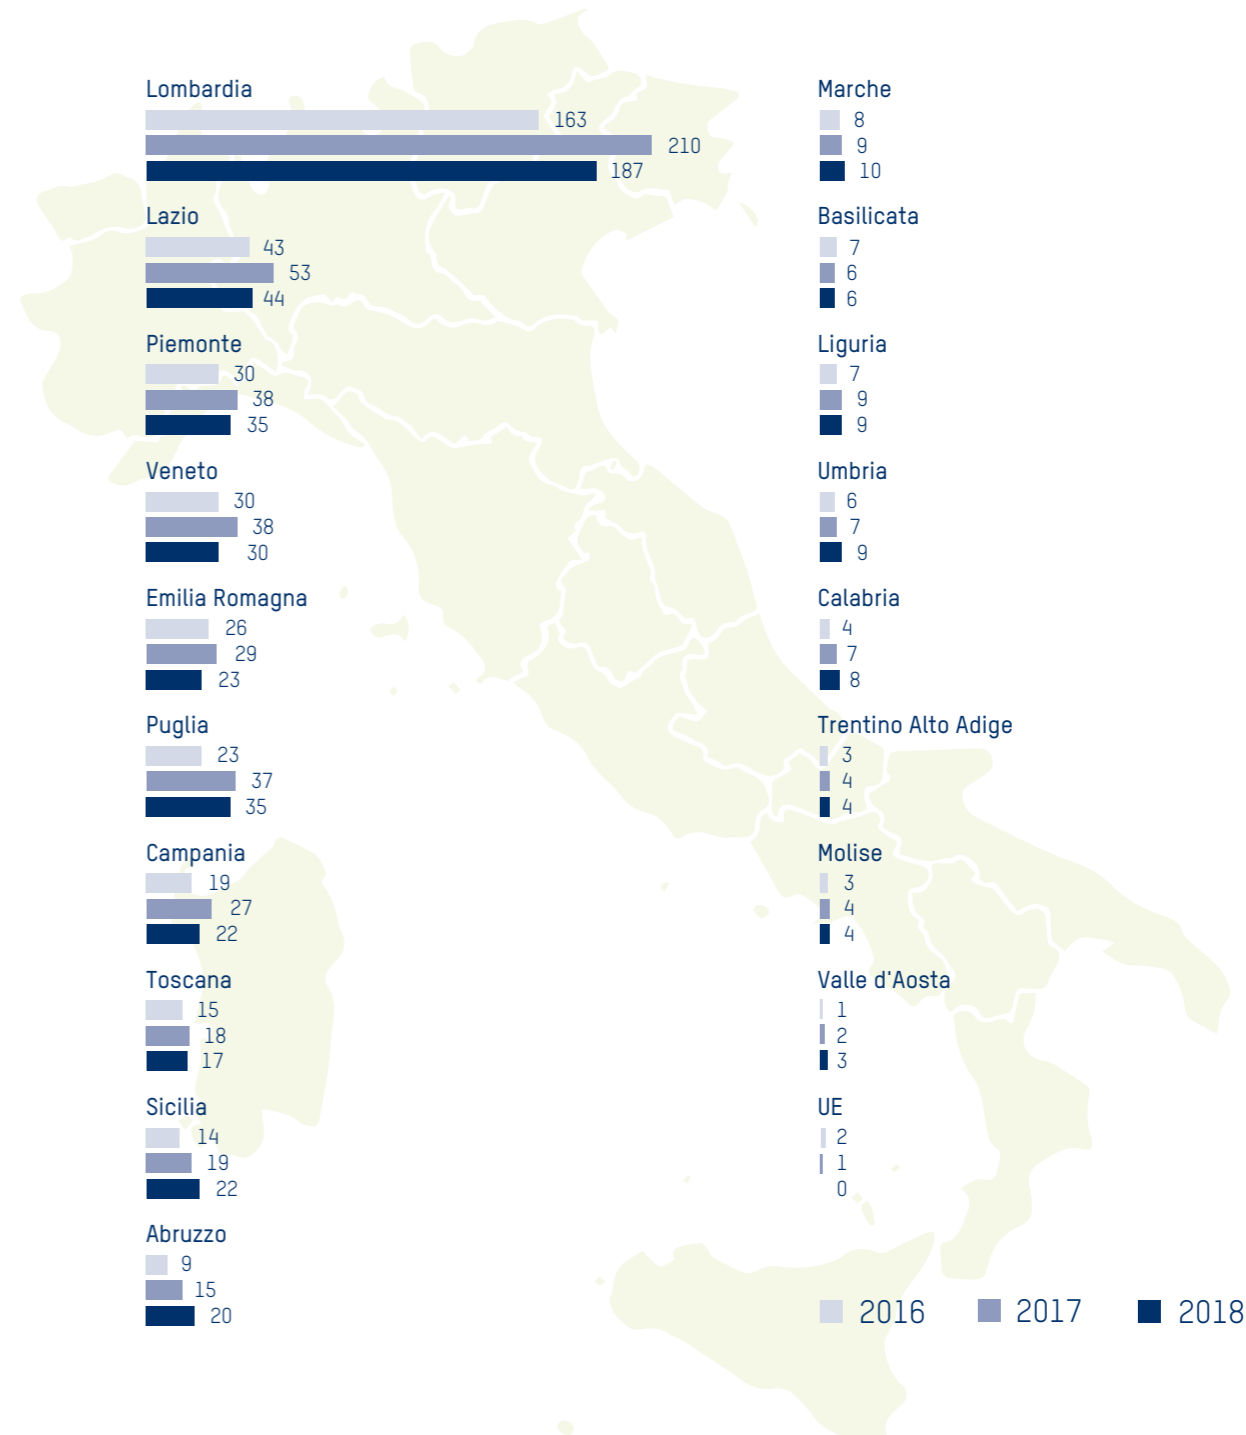 Lombardia
163
210
187
Lazio
43
53
44
Piemonte
30
38
35
Veneto
30
38
30
Emilia Romagna
26
29
23
Puglia
23
37
35
Campania
19
27
22
Toscana
15
18
17
Sicilia
14
19
22
Abruzzo
9
15
20
Marche
8
9
10
Basilicata
7
6
6
Liguria
7
9
9
Umbria
6
7
9
Calabria
4
7
8
Trentino Alto Adige
3
4
4
Molise
3
4
4
Valle d'Aosta
1
2
3
UE
2
1
0
2016 2017 2018